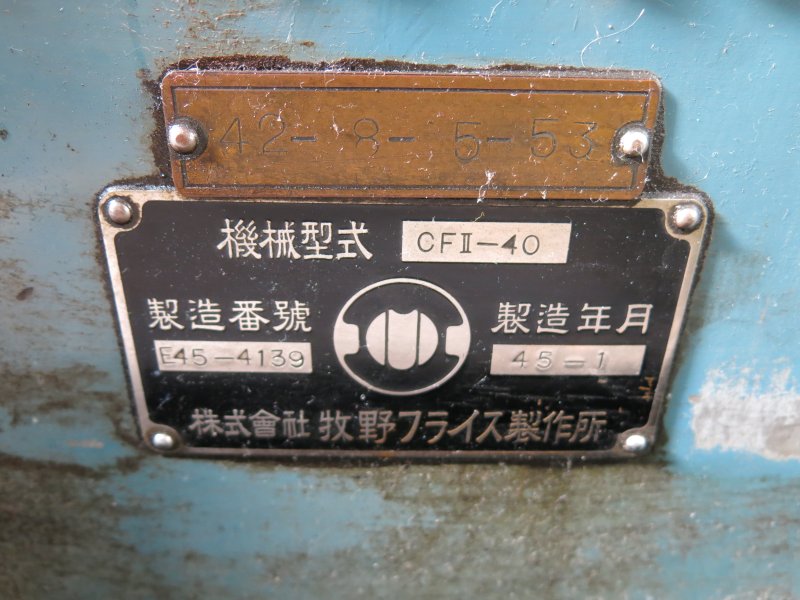 42-8-5-53
機械型式 CFⅡ-40
製造番號 製造年月
E45-4139 45-1
株式會社 牧野フライス製作所